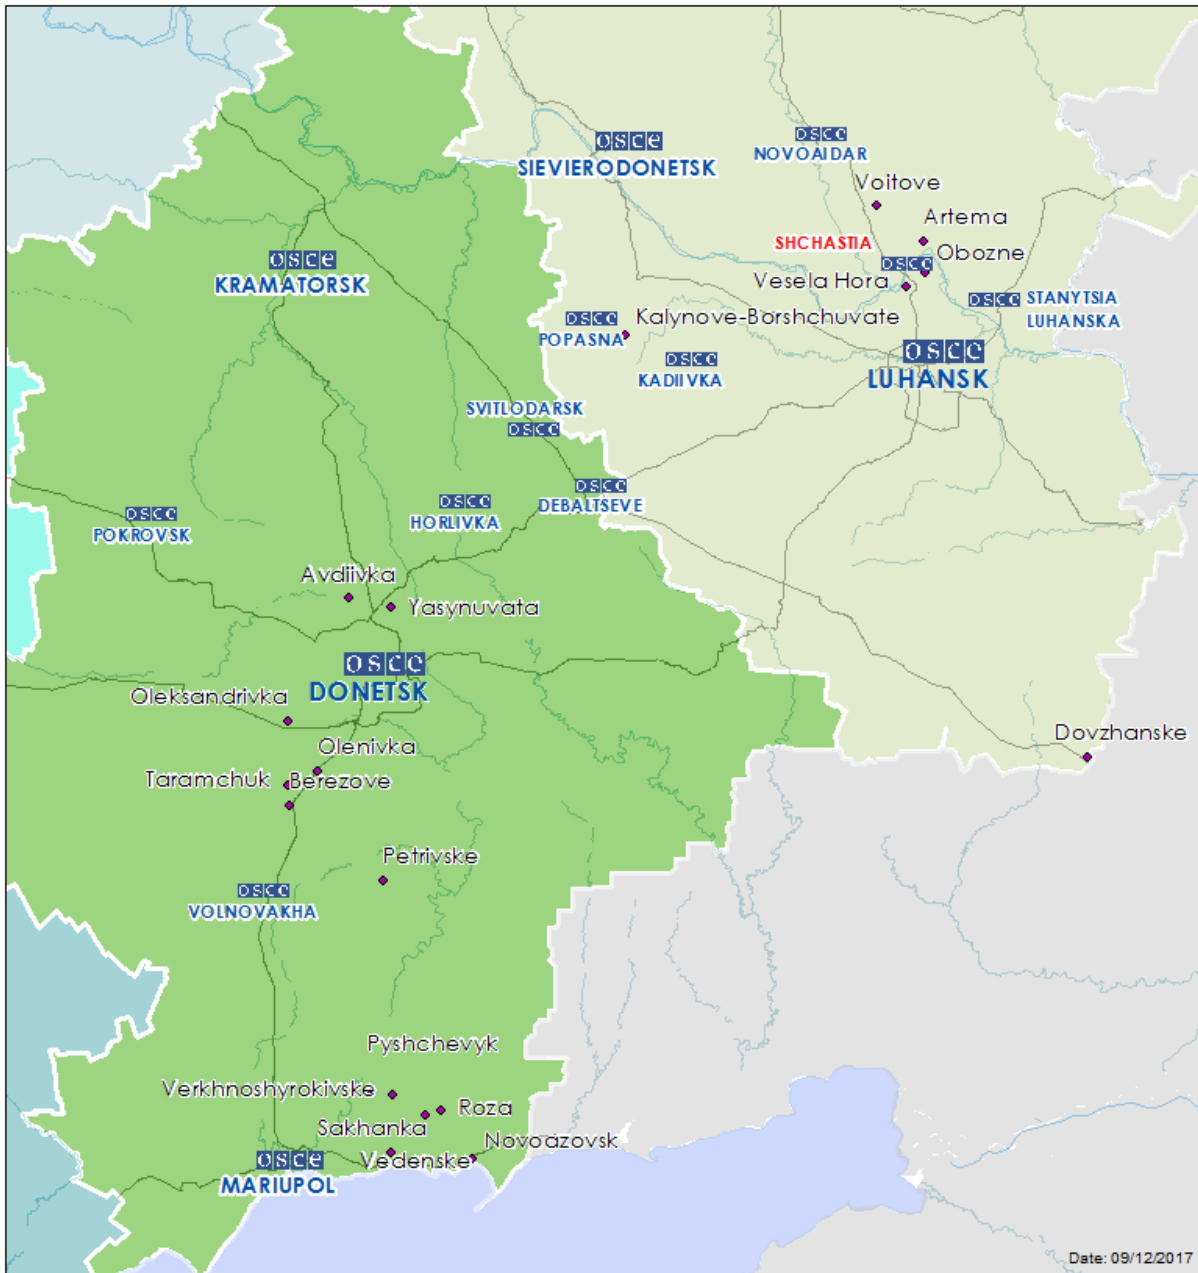 osce
SIEVIERODONETSK
osce
NOVOAIDAR
Voitove
Artema
SHCHASTIA
Obozne
osce
KRAMATORSK
osce
Vesela Hora
osce
STANYTSIA
LUHANSKA
osce
POPASNA
Kalynove-Borshchuvate
osce
KADIIVKA
osce
LUHANSK
SVITLODARSK
osce
osce
DEBALTSEVE
osce
HORLIVKA
osce
POKROVSK
Avdiivka
Yasynuvata
osce
DONETSK
Oleksandrivka
Olenivka
Taramchuk
Berezove
Dovzhanske
Petrivske
osce
VOLNOVAKHA
Pyshchevyk
Verkhnoshyrokivske
Roza
Sakhanka
Novoazovsk
Vedenske
osce
MARIUPOL
Date: 09/12/2017